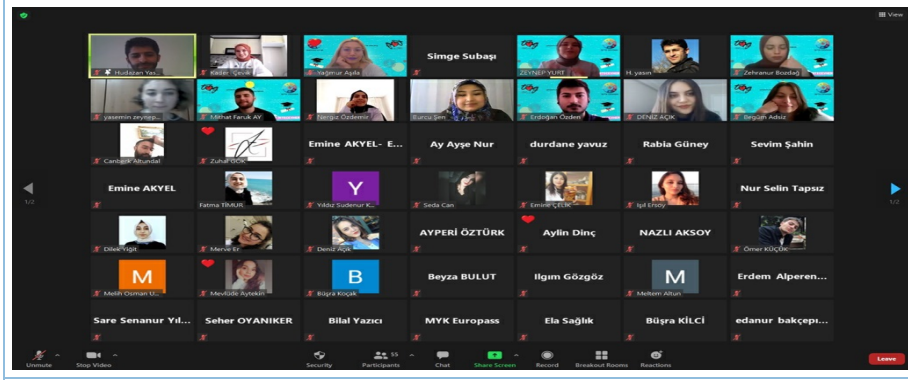 View
Hudazan Yas...
Kader Çevik
Yağmur Aşıla
Simge Subaşı
ZEYNEP YURT
H. yasin
Zehranur Bozdağ
yasemin zeynep...
Mithat Faruk AY
Nergiz Özdemir
Burcu Şen
Erdoğan Özden
DENİZ AÇIK
Begüm Adsız
Canberk Altundal
Zuhal GÖK
Emine AKYEL- E...
Ay Ayşe Nur
durdane yavuz
Rabia Güney
Sevim Şahin
Emine AKYEL
Fatma TİMUR
Y
Yıldız Sudenur K...
Seda Can
Emine ÇELİK
Işıl Ersoy
Nur Selin Tapsız
1/2
1/2
Dilek Yiğit
Merve Er
Deniz Açık
AYPERİ ÖZTÜRK
Aylin Dinç
NAZLI AKSOY
Ömer KÜÇÜK
M
Melih Osman U...
Mevlüde Aytekin
B
Büşra Koçak
Beyza BULUT
Ilgım Gözgöz
M
Meltem Altun
Erdem Alperen...
Sare Senanur Yıl...
Seher OYANIKER
Bilal Yazıcı
MYK Europass
Ela Sağlık
Büşra KİLCİ
edanur bakçepı...
Unmute
Stop Video
Security
55
Participants
Chat
Share Screen
Record
Breakout Rooms
Reactions
Leave